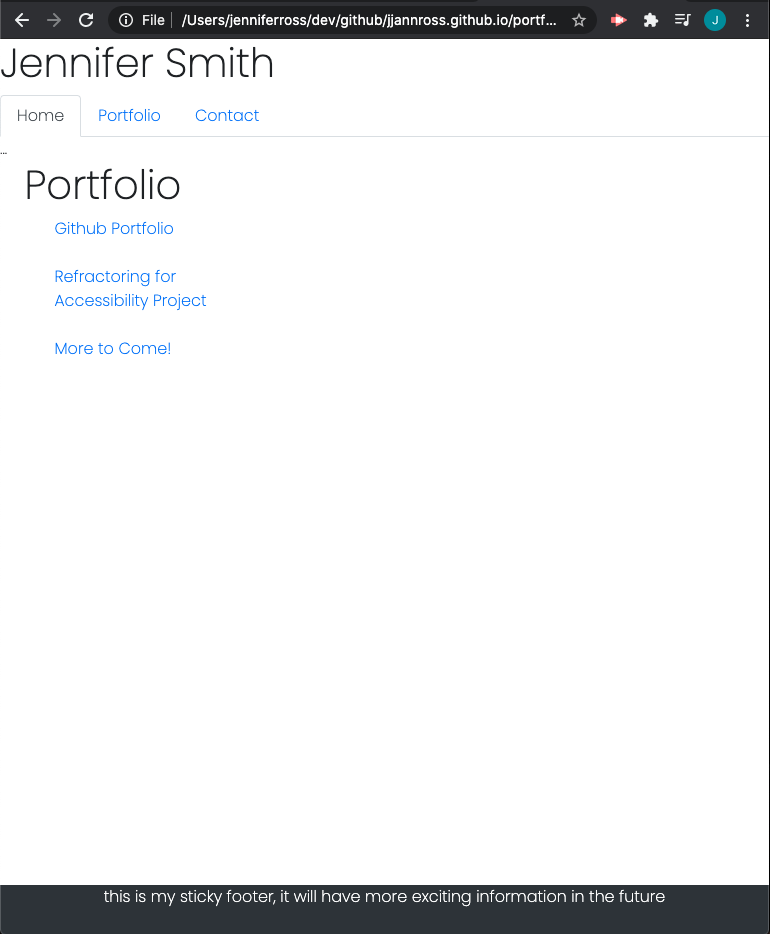 File /Users/jenniferross/dev/github/jjannross.github.io/portf...
J
Jennifer Smith
Home Portfolio Contact
...
Portfolio
Github Portfolio
Refractoring for
Accessibility Project
More to Come!
this is my sticky footer, it will have more exciting information in the future